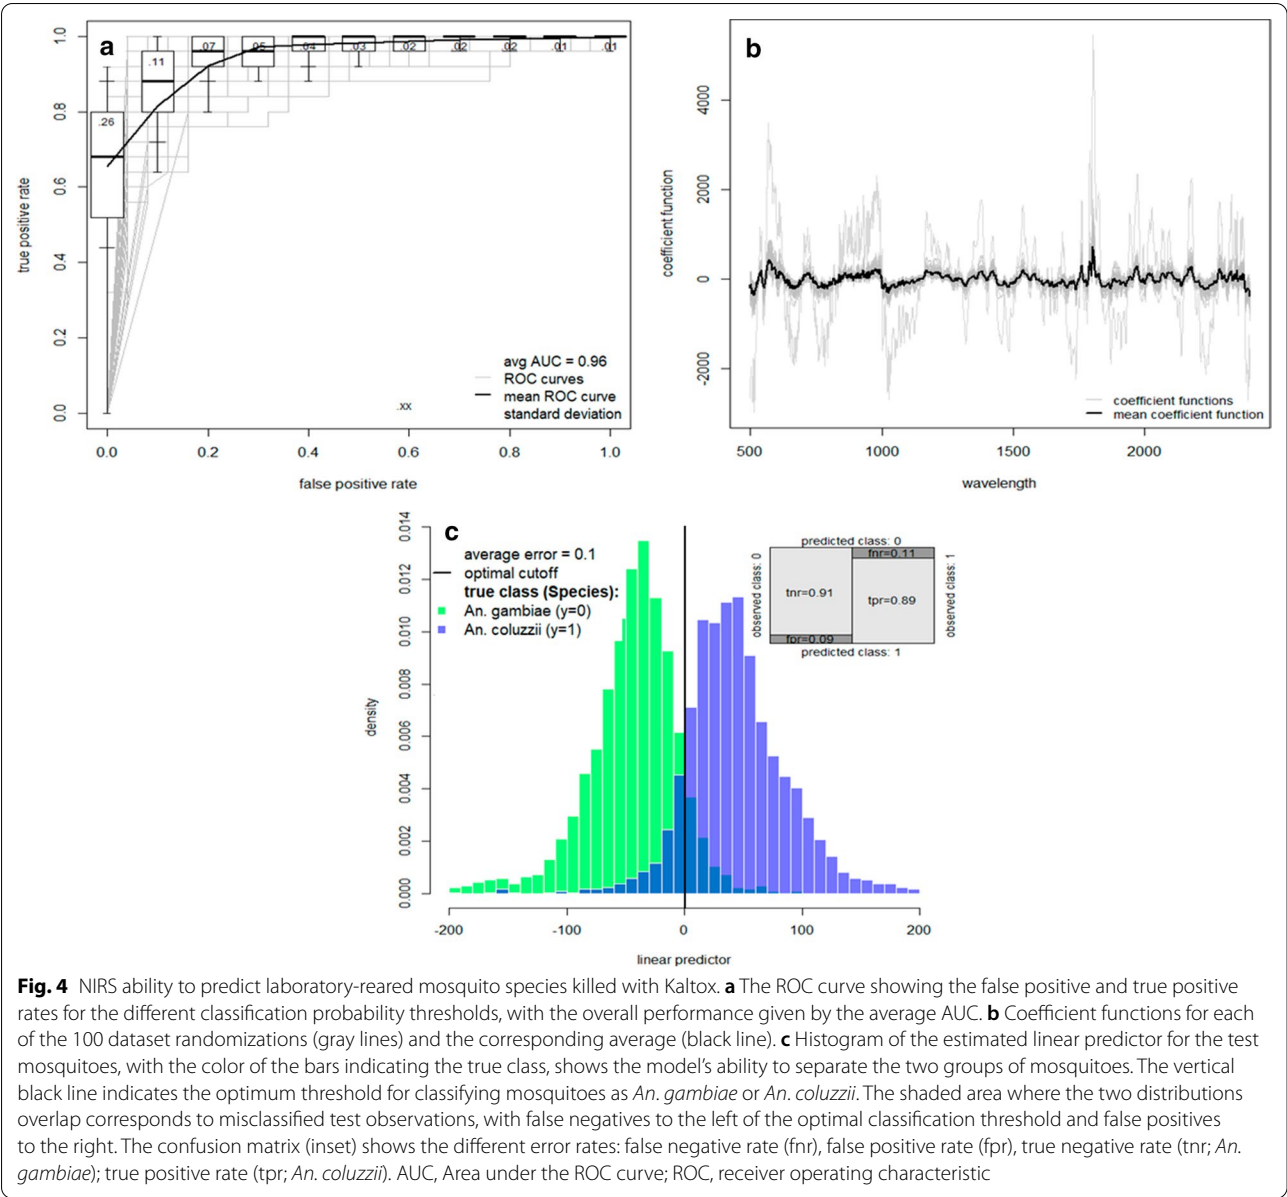 a
1.0
0.8
0.6
0.4
0.2
0.0
true positive rate
.26
.11
.07
.05
.04
.03
.02
.02
.02
.01
.01
avg AUC = 0.96
ROC curves
mean ROC curve
.xx standard deviation
0.0 0.2 0.4 0.6 0.8 1.0
false positive rate
b
4000
2000
0
-2000
coefficient function
coefficient functions
mean coefficient function
500 1000 1500 2000
wavelength
c
0.014
0.012
0.010
0.008
0.006
0.004
0.002
0.000
density
average error = 0.1
optimal cutoff
true class (Species):
An. gambiae (y=0)
An. coluzzii (y=1)
predicted class: 0
observed class: 0
fnr=0.11
tnr=0.91
tpr=0.89
fpr=0.09
observed class: 1
predicted class: 1
-200 -100 0 100 200
linear predictor
Fig. 4 NIRS ability to predict laboratory-reared mosquito species killed with Kaltox. a The ROC curve showing the false positive and true positive
rates for the different classification probability thresholds, with the overall performance given by the average AUC. b Coefficient functions for each
of the 100 dataset randomizations (gray lines) and the corresponding average (black line). c Histogram of the estimated linear predictor for the test
mosquitoes, with the color of the bars indicating the true class, shows the model's ability to separate the two groups of mosquitoes. The vertical
black line indicates the optimum threshold for classifying mosquitoes as An. gambiae or An. coluzzii. The shaded area where the two distributions
overlap corresponds to misclassified test observations, with false negatives to the left of the optimal classification threshold and false positives
to the right. The confusion matrix (inset) shows the different error rates: false negative rate (fnr), false positive rate (fpr), true negative rate (tnr; An.
gambiae); true positive rate (tpr; An. coluzzii). AUC, Area under the ROC curve; ROC, receiver operating characteristic